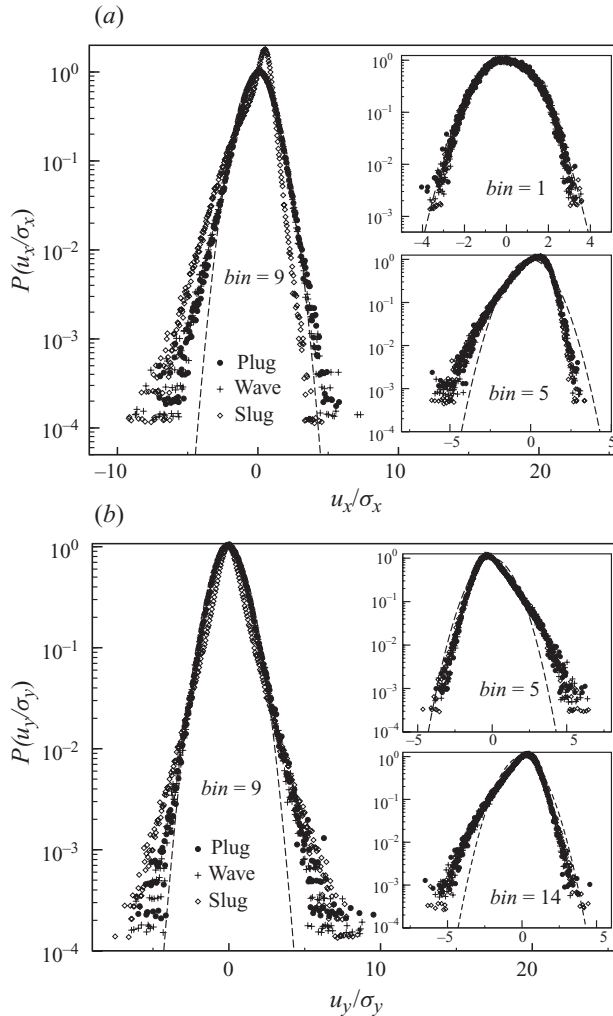 (a)
10^0
10^-1
10^-2
10^-3
10^-4
P(u_x/σ_x)
bin = 9
Plug
Wave
Slug
–10
0
10
20
u_x/σ_x
10^0
10^-1
10^-2
10^-3
bin = 1
–4
–2
0
2
4
10^0
10^-1
10^-2
10^-3
10^-4
bin = 5
–5
0
5
(b)
10^0
10^-1
10^-2
10^-3
10^-4
P(u_y/σ_y)
bin = 9
Plug
Wave
Slug
0
10
20
u_y/σ_y
10^0
10^-1
10^-2
10^-3
10^-4
bin = 5
–5
0
5
10^0
10^-1
10^-2
10^-3
10^-4
bin = 14
–5
0
5